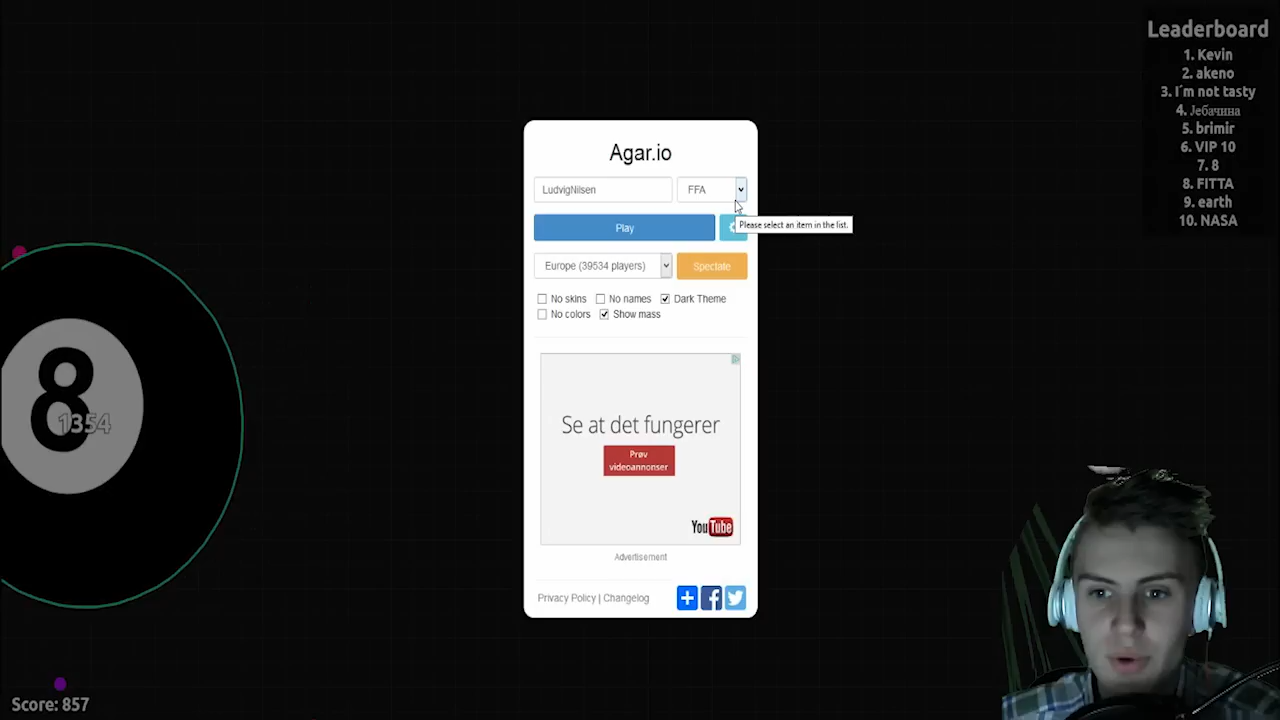 Leaderboard
1. Kevin
2. akeno
3. I´m not tasty
4. Јебачина
5. brimir
6. VIP 10
7. 8
8. FITTA
9. earth
10. NASA
Agar.io
LudvigNilsen
FFA
Play
Please select an item in the list.
Europe (39534 players)
Spectate
No skins
No names
Dark Theme
No colors
Show mass
8
1354
Se at det fungerer
Prøv
videoannonser
YouTube
Advertisement
Privacy Policy | Changelog
Score: 857